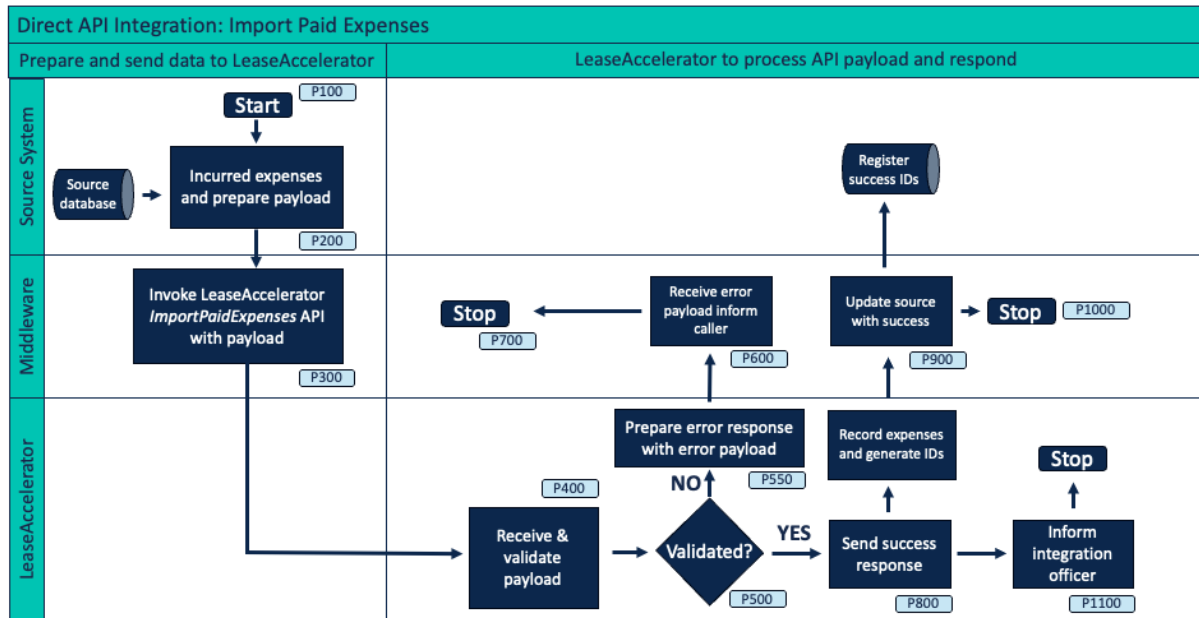 Direct API Integration: Import Paid Expenses
Prepare and send data to LeaseAccelerator
LeaseAccelerator to process API payload and respond
Source System
Start
P100
Source
database
Incurred expenses
and prepare payload
P200
Register
success IDs
Middleware
Invoke LeaseAccelerator
ImportPaidExpenses API
with payload
P300
Stop
P700
Receive error
payload inform
caller
P600
Update source
with success
P900
Stop
P1000
LeaseAccelerator
P400
Receive &
validate
payload
Prepare error response
with error payload
P550
NO
Validated?
P500
YES
Record expenses
and generate IDs
Send success
response
P800
Stop
Inform
integration
officer
P1100